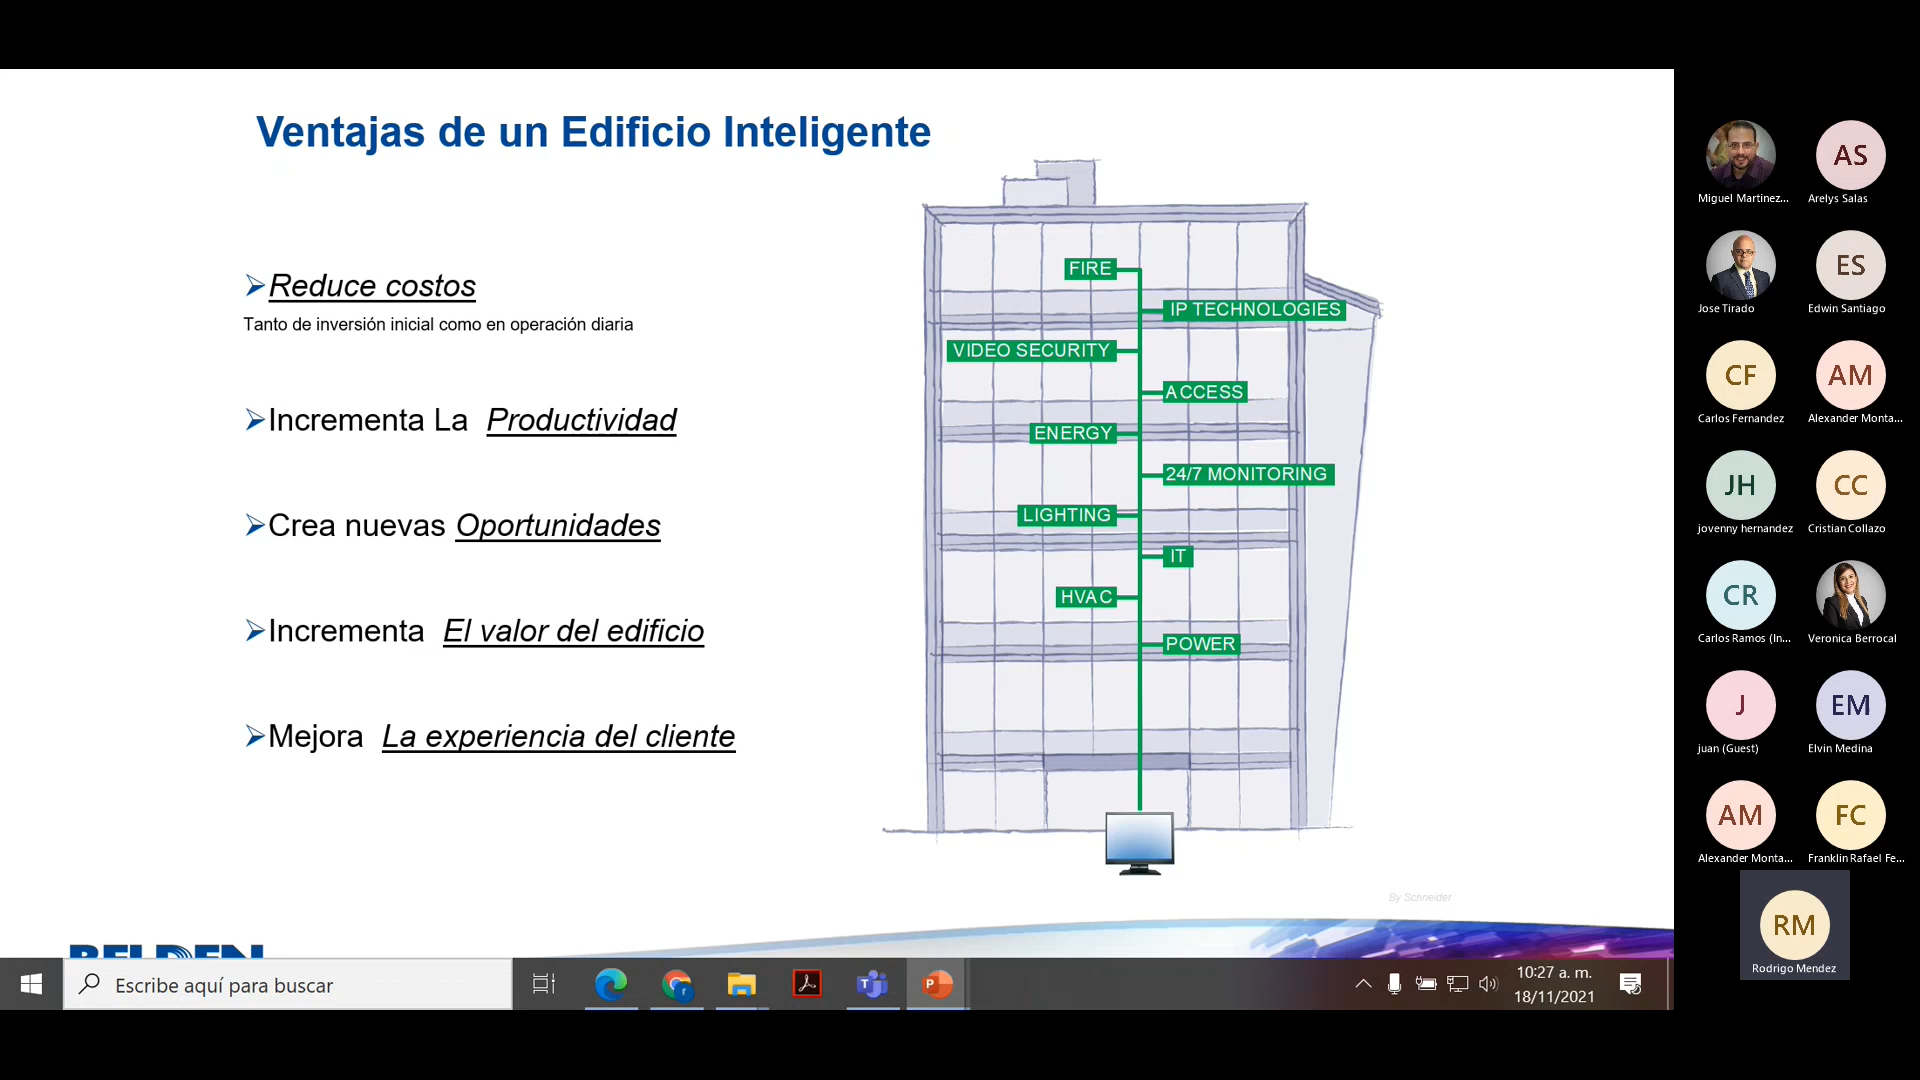 Ventajas de un Edificio Inteligente
Reduce costos
Tanto de inversión inicial como en operación diaria
Incrementa La Productividad
Crea nuevas Oportunidades
Incrementa El valor del edificio
Mejora La experiencia del cliente
FIRE
IP TECHNOLOGIES
VIDEO SECURITY
ACCESS
ENERGY
24/7 MONITORING
LIGHTING
IT
HVAC
POWER
By Schneider
BELDEN
Escribe aquí para buscar
10:27 a. m.
18/11/2021
Miguel Martinez...
AS
Arelys Salas
Jose Tirado
ES
Edwin Santiago
CF
Carlos Fernandez
AM
Alexander Monta...
JH
jovenny hernandez
CC
Cristian Collazo
CR
Carlos Ramos (In...
Veronica Berrocal
J
juan (Guest)
EM
Elvin Medina
AM
Alexander Monta...
FC
Franklin Rafael Fe...
RM
Rodrigo Mendez